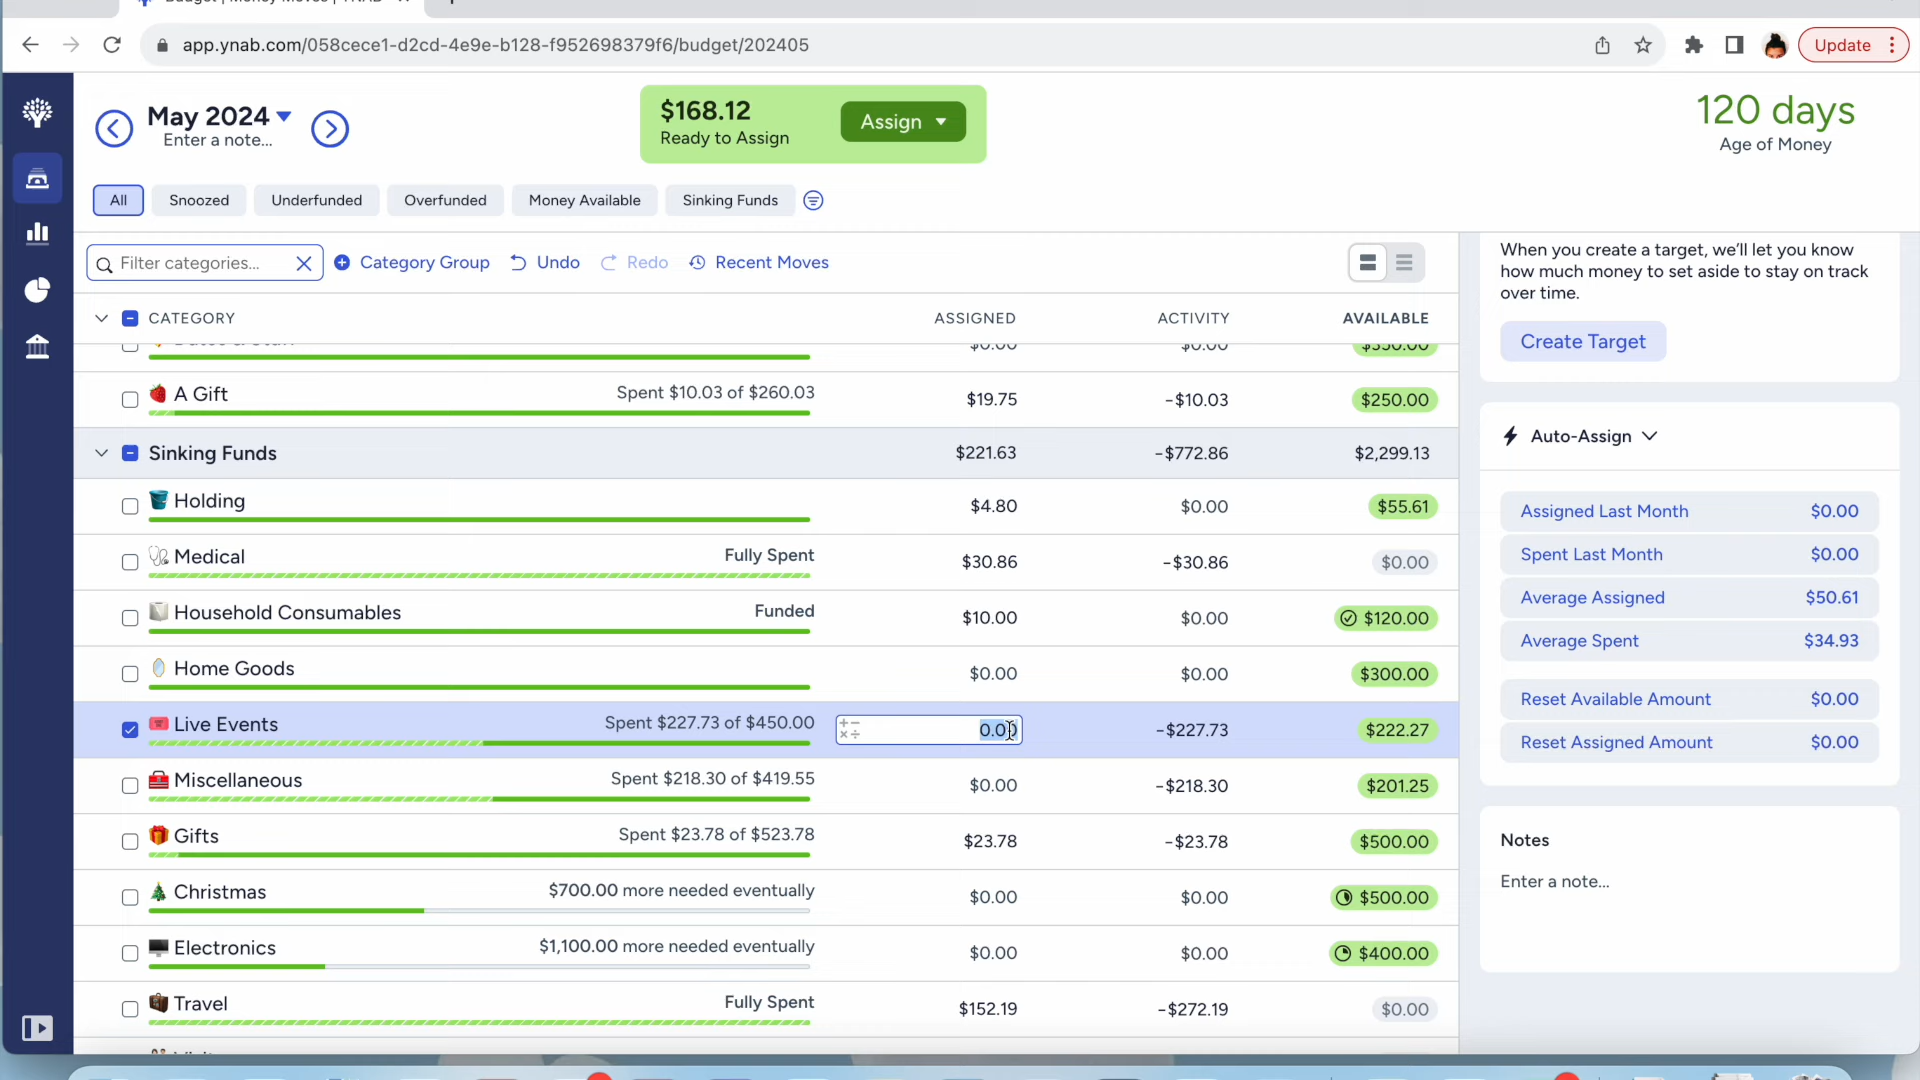 app.ynab.com/058cece1-d2cd-4e9e-b128-f952698379f6/budget/202405
Update
May 2024
Enter a note...
$168.12
Ready to Assign
Assign
120 days
Age of Money
All
Snoozed
Underfunded
Overfunded
Money Available
Sinking Funds
Filter categories...
Category Group
Undo
Redo
Recent Moves
CATEGORY ASSIGNED ACTIVITY AVAILABLE
$0.00 $0.00 $350.00
A Gift Spent $10.03 of $260.03 $19.75 -$10.03 $250.00
Sinking Funds $221.63 -$772.86 $2,299.13
Holding $4.80 $0.00 $55.61
Medical Fully Spent $30.86 -$30.86 $0.00
Household Consumables Funded $10.00 $0.00 $120.00
Home Goods $0.00 $0.00 $300.00
Live Events Spent $227.73 of $450.00 0.00 -$227.73 $222.27
Miscellaneous Spent $218.30 of $419.55 $0.00 -$218.30 $201.25
Gifts Spent $23.78 of $523.78 $23.78 -$23.78 $500.00
Christmas $700.00 more needed eventually $0.00 $0.00 $500.00
Electronics $1,100.00 more needed eventually $0.00 $0.00 $400.00
Travel Fully Spent $152.19 -$272.19 $0.00
When you create a target, we'll let you know
how much money to set aside to stay on track
over time.
Create Target
Auto-Assign
Assigned Last Month $0.00
Spent Last Month $0.00
Average Assigned $50.61
Average Spent $34.93
Reset Available Amount $0.00
Reset Assigned Amount $0.00
Notes
Enter a note...